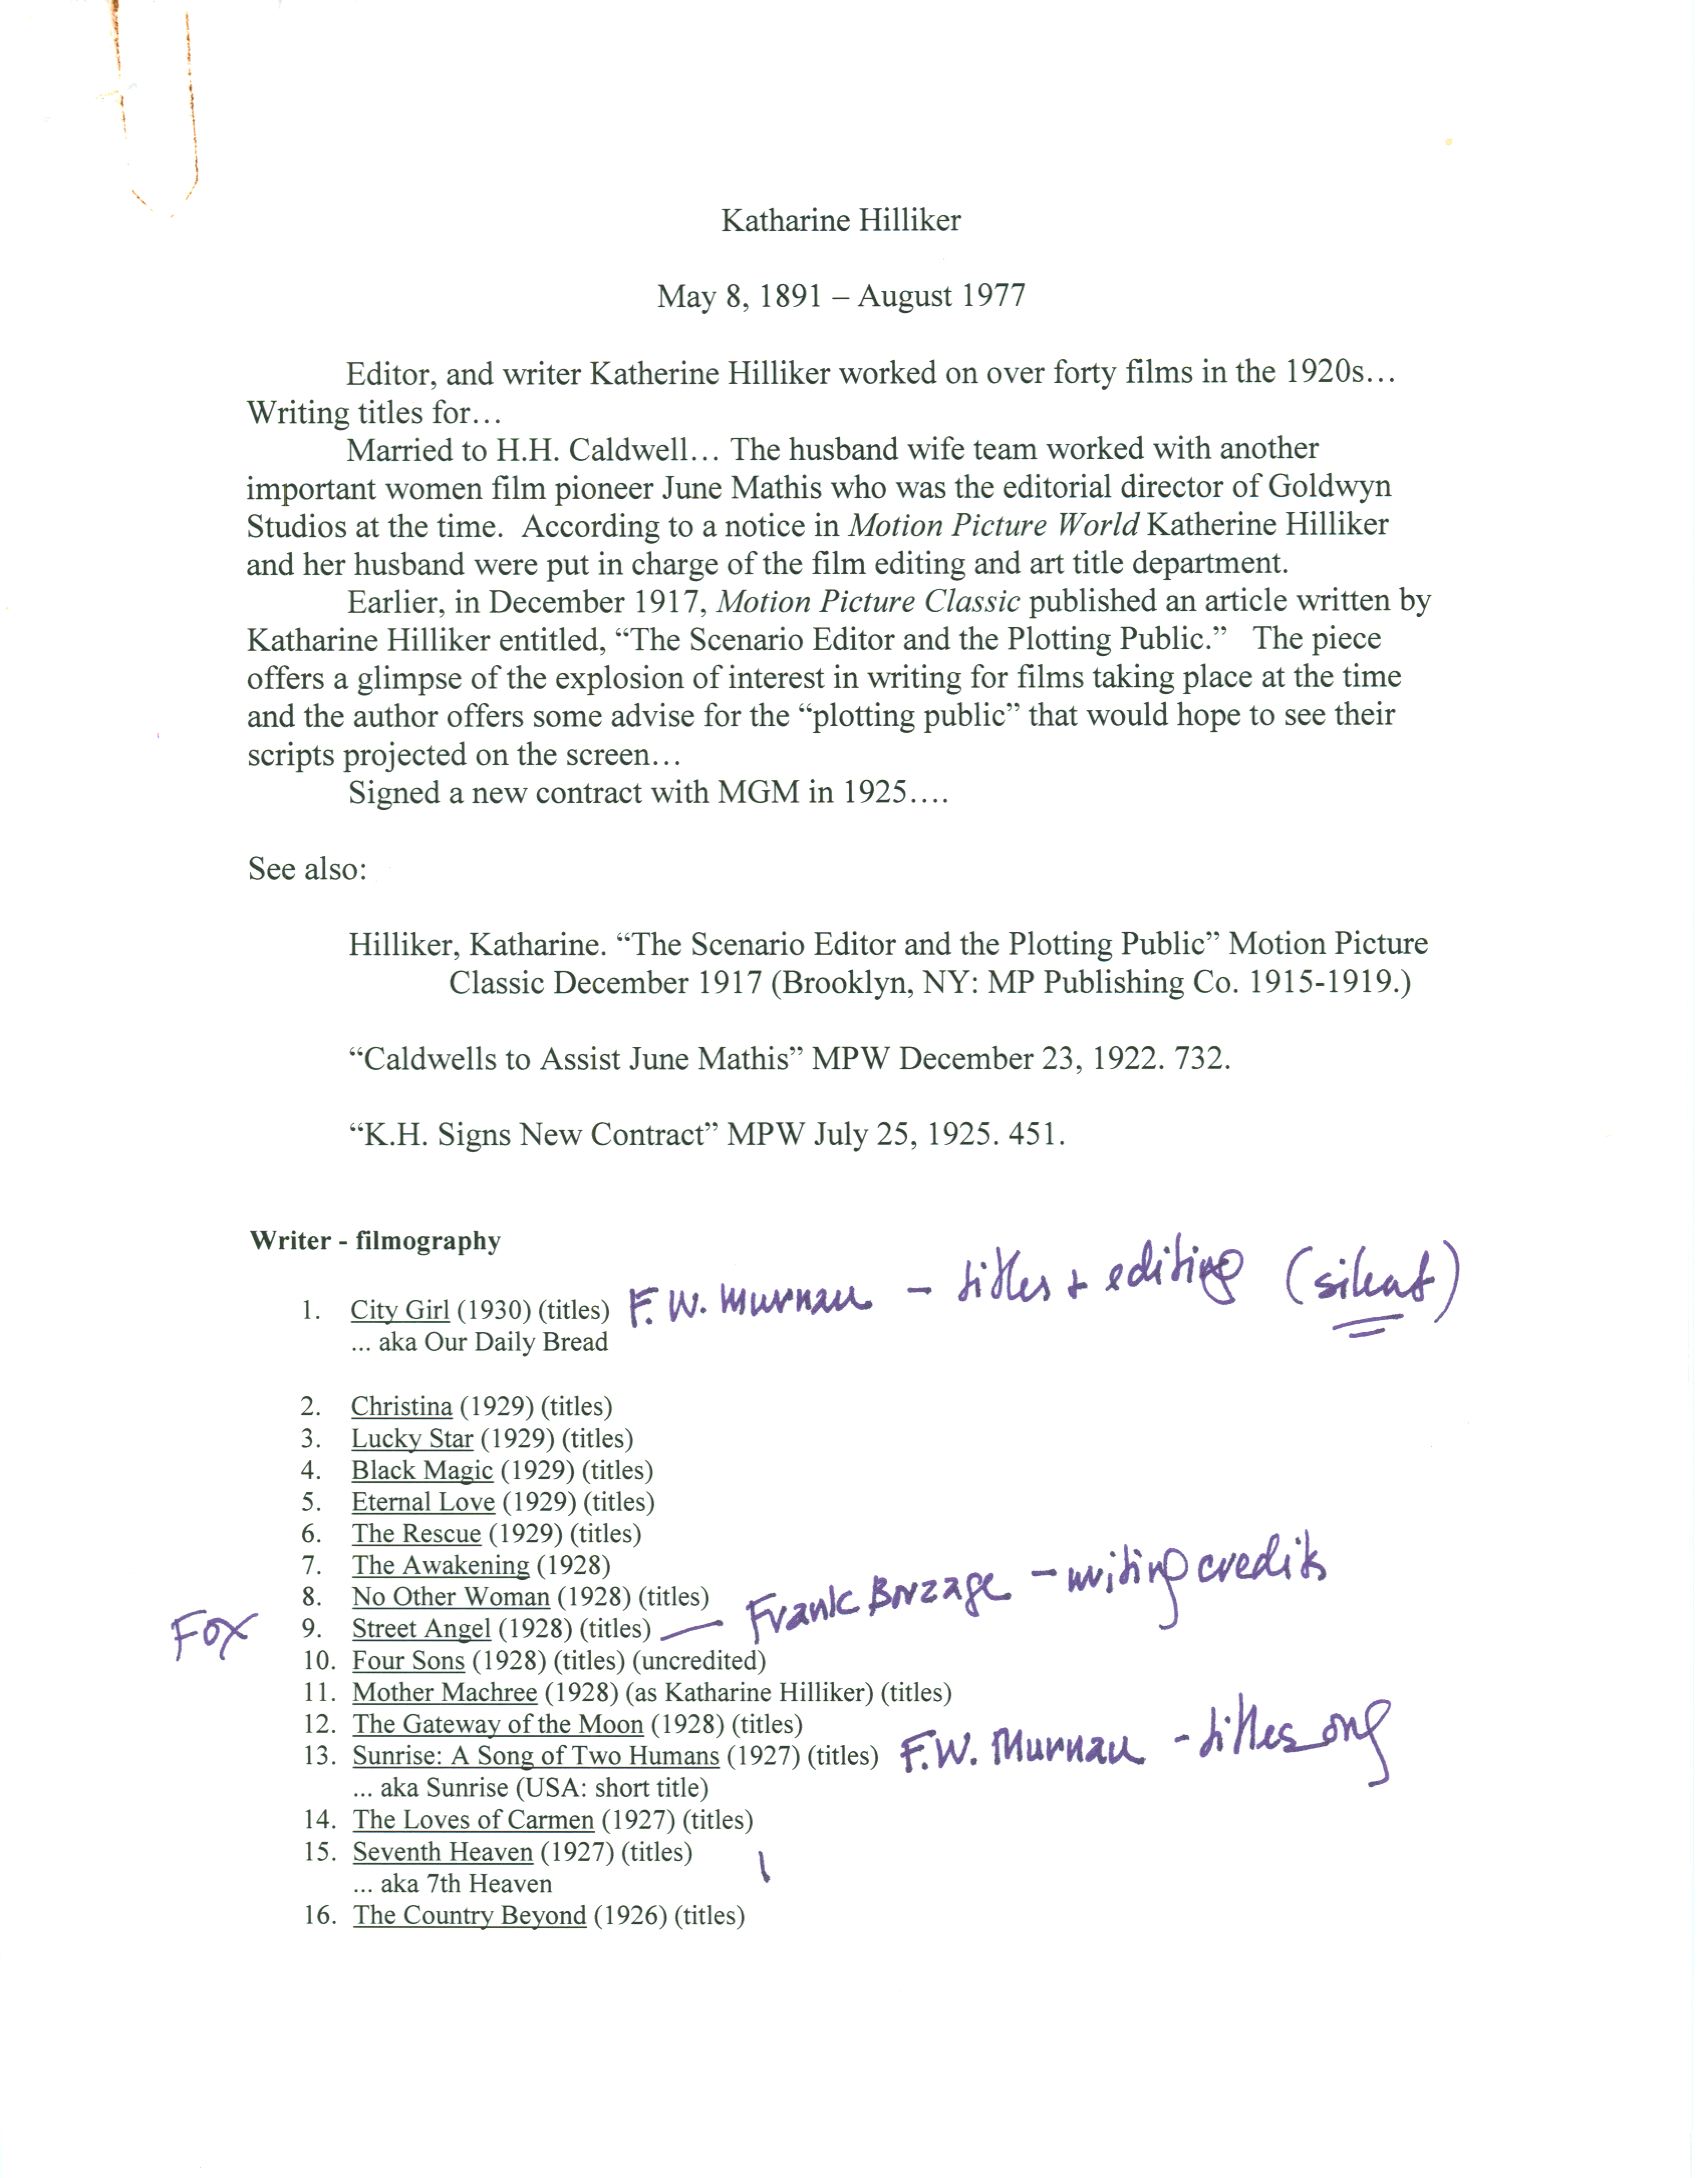 Katharine Hilliker
May 8, 1891 – August 1977
Editor, and writer Katherine Hilliker worked on over forty films in the 1920s…
Writing titles for…
Married to H.H. Caldwell… The husband wife team worked with another
important women film pioneer June Mathis who was the editorial director of Goldwyn
Studios at the time.  According to a notice in Motion Picture World Katherine Hilliker
and her husband were put in charge of the film editing and art title department.
Earlier, in December 1917, Motion Picture Classic published an article written by
Katharine Hilliker entitled, “The Scenario Editor and the Plotting Public.”   The piece
offers a glimpse of the explosion of interest in writing for films taking place at the time
and the author offers some advise for the “plotting public” that would hope to see their
scripts projected on the screen…
Signed a new contract with MGM in 1925….
See also:
Hilliker, Katharine. “The Scenario Editor and the Plotting Public” Motion Picture
Classic December 1917 (Brooklyn, NY: MP Publishing Co. 1915-1919.)
“Caldwells to Assist June Mathis” MPW December 23, 1922. 732.
“K.H. Signs New Contract” MPW July 25, 1925. 451.
Writer - filmography
1. City Girl (1930) (titles) F.W. Murnau - titles + editing (silent)
... aka Our Daily Bread
2. Christina (1929) (titles)
3. Lucky Star (1929) (titles)
4. Black Magic (1929) (titles)
5. Eternal Love (1929) (titles)
6. The Rescue (1929) (titles)
7. The Awakening (1928)
8. No Other Woman (1928) (titles)
Fox 9. Street Angel (1928) (titles) — Frank Borzage - writing credits
10. Four Sons (1928) (titles) (uncredited)
11. Mother Machree (1928) (as Katharine Hilliker) (titles)
12. The Gateway of the Moon (1928) (titles)
13. Sunrise: A Song of Two Humans (1927) (titles) F.W. Murnau - titles only
... aka Sunrise (USA: short title)
14. The Loves of Carmen (1927) (titles)
15. Seventh Heaven (1927) (titles)
... aka 7th Heaven
16. The Country Beyond (1926) (titles)